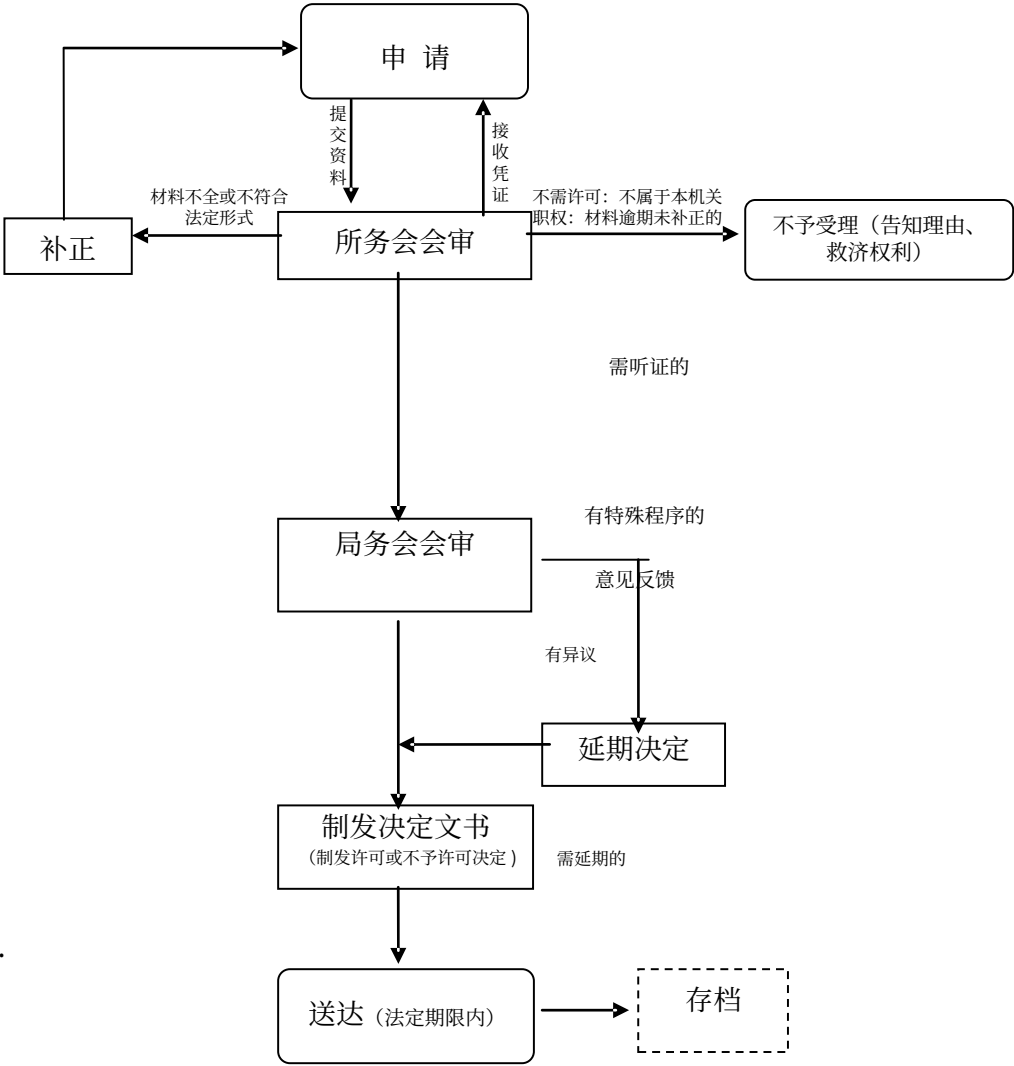 申 请
提
交
资
料
接
收
凭
证
材料不全或不符合
法定形式
不需许可：不属于本机关
职权：材料逾期未补正的
补正
所务会会审
不予受理（告知理由、
救济权利）
需听证的
有特殊程序的
局务会会审
意见反馈
有异议
延期决定
制发决定文书
（制发许可或不予许可决定 )
需延期的
.
送达（法定期限内）
存档